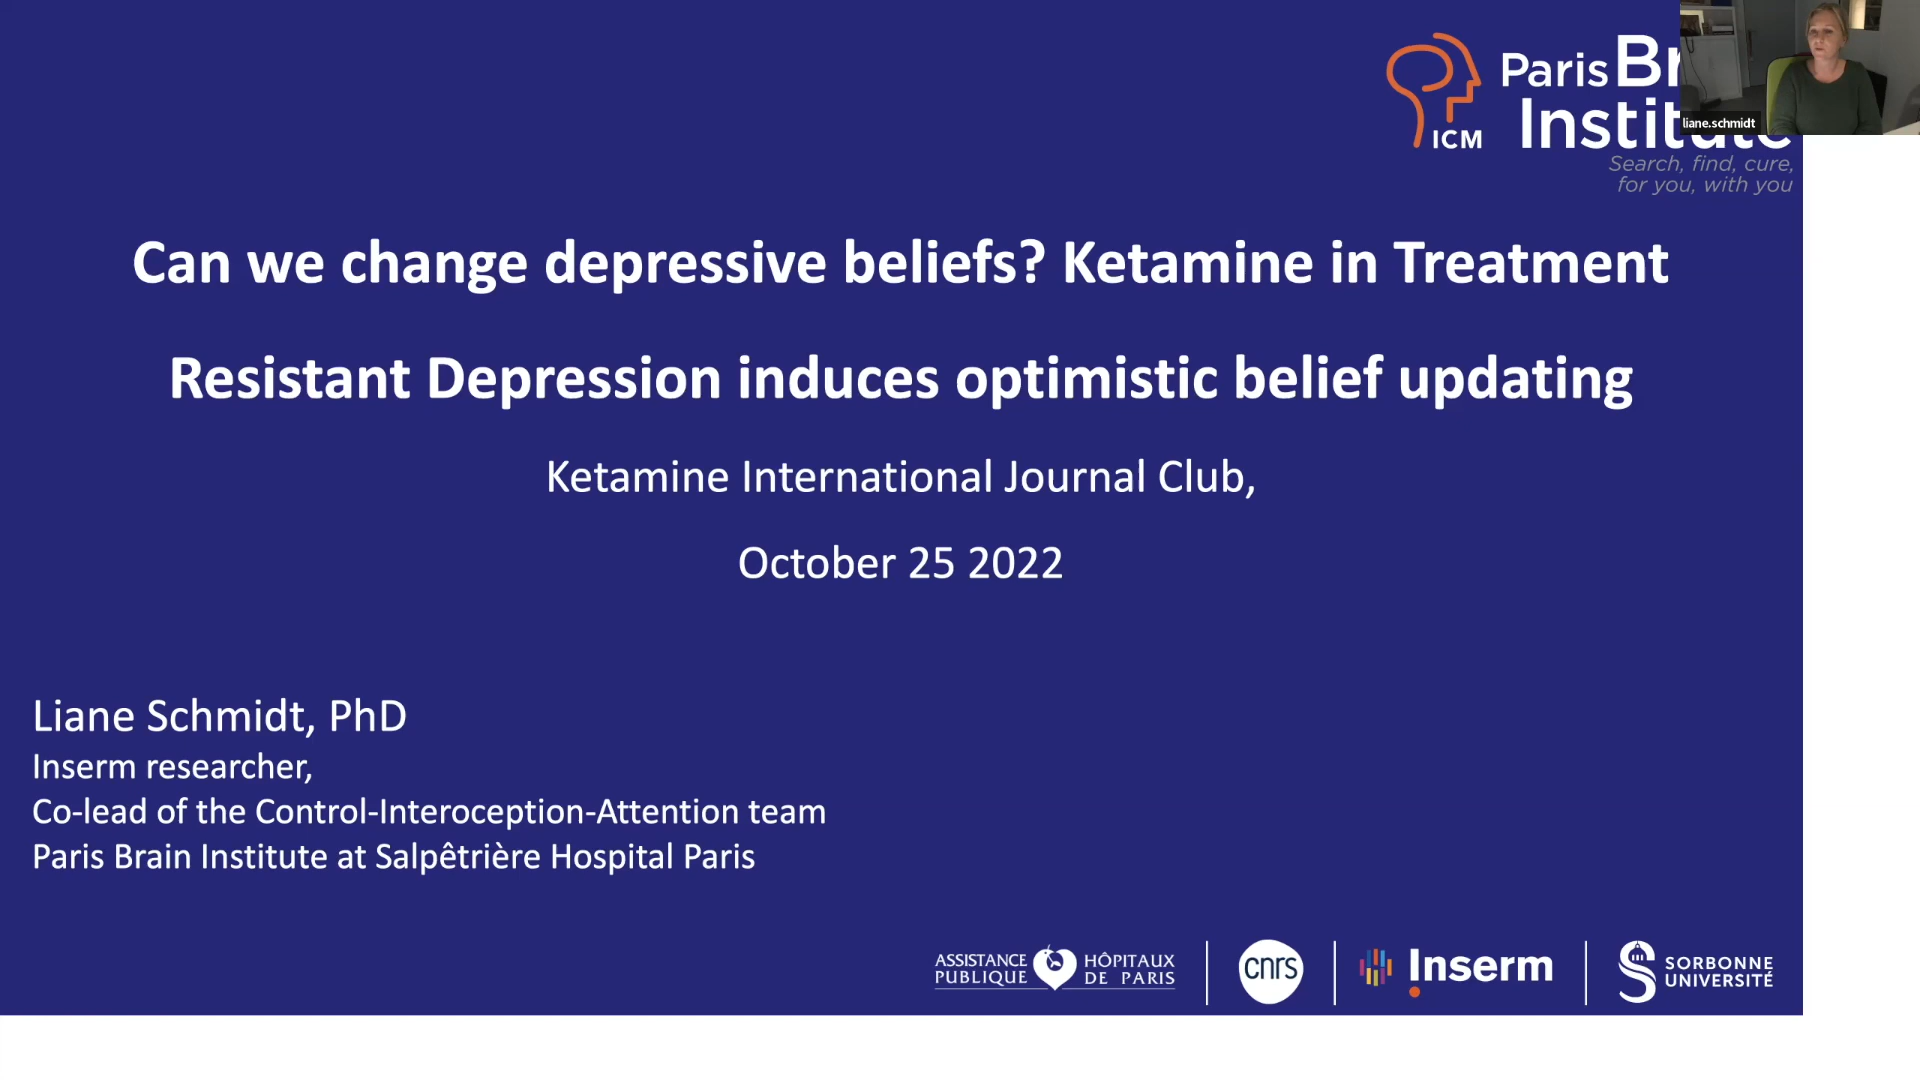 Paris Br
Institute
ICM
liane.schmidt
Search, find, cure,
for you, with you
Can we change depressive beliefs? Ketamine in Treatment
Resistant Depression induces optimistic belief updating
Ketamine International Journal Club,
October 25 2022
Liane Schmidt, PhD
Inserm researcher,
Co-lead of the Control-Interoception-Attention team
Paris Brain Institute at Salpêtrière Hospital Paris
ASSISTANCE HÔPITAUX
PUBLIQUE DE PARIS
cnrs
Inserm
SORBONNE
UNIVERSITÉ